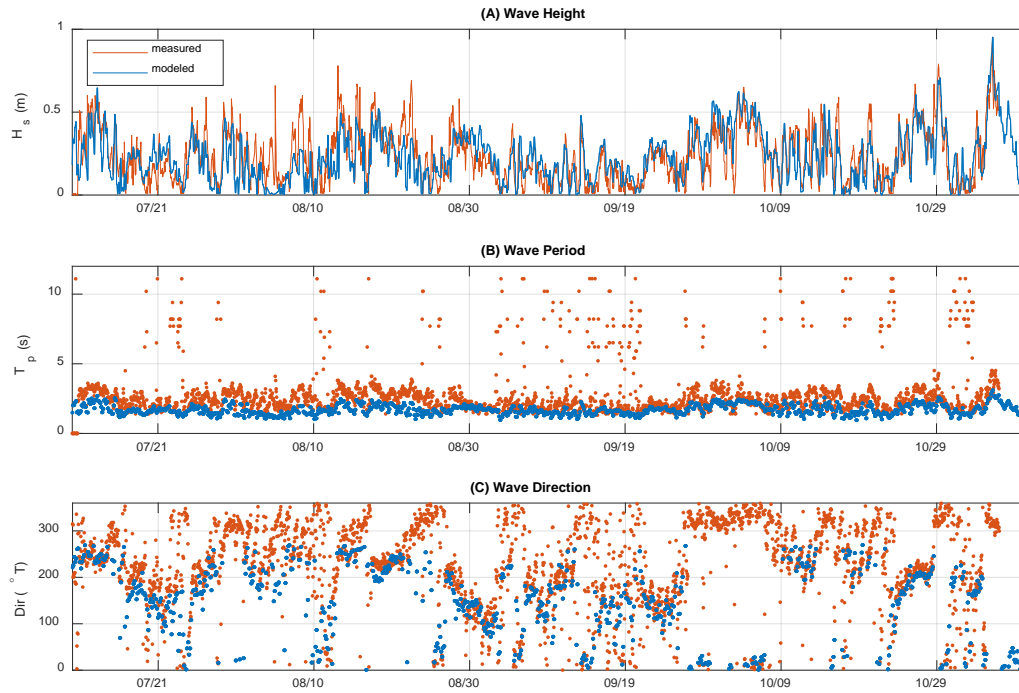 (A) Wave Height
1
measured
modeled
0.5
H s (m)
0
07/21 08/10 08/30 09/19 10/09 10/29
(B) Wave Period
10
T p (s)
5
0
07/21 08/10 08/30 09/19 10/09 10/29
(C) Wave Direction
300
200
Dir ( ° T)
100
0
07/21 08/10 08/30 09/19 10/09 10/29